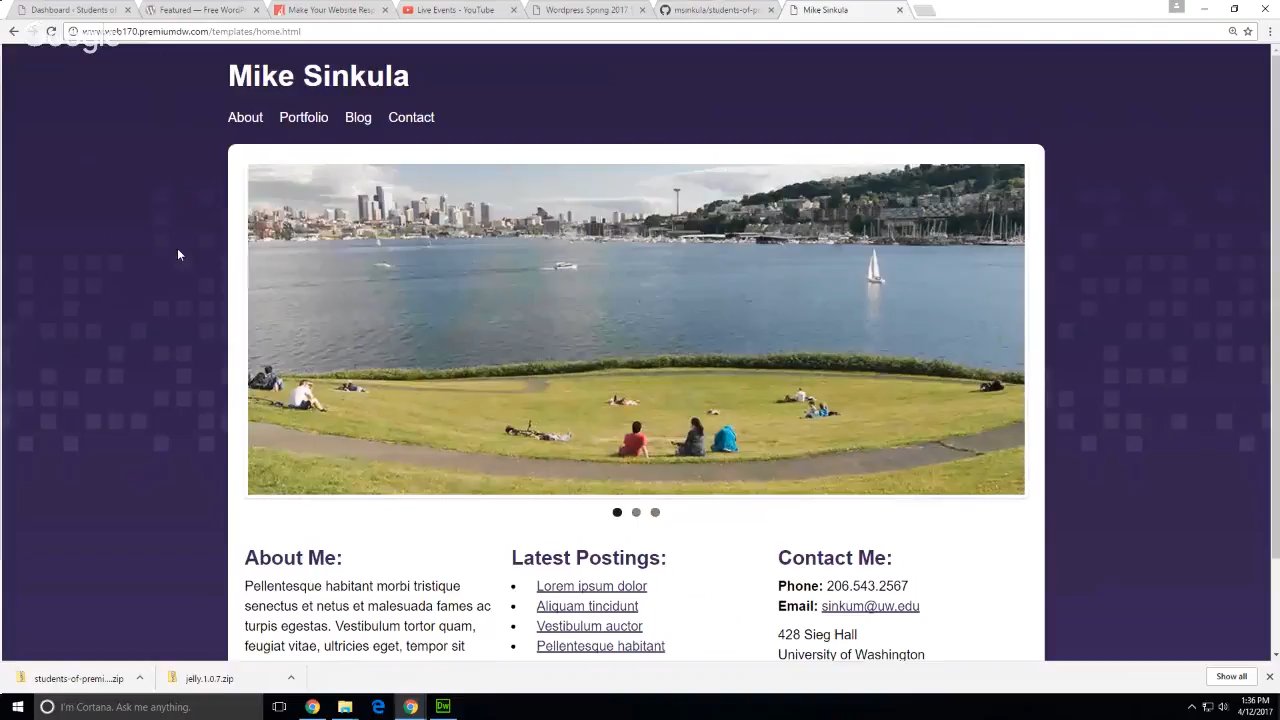 Dashboard ‹ Students of
Featured — Free WordPr
Make Your Website Resp
Live Events - YouTube
Wordpress Spring 2017
msinkula/students-of-pr
Mike Sinkula
b170.premiumdw.com/templates/home.html
Google
Mike Sinkula
About Portfolio Blog Contact
About Me:
Pellentesque habitant morbi tristique
senectus et netus et malesuada fames ac
turpis egestas. Vestibulum tortor quam,
feugiat vitae, ultricies eget, tempor sit
Latest Postings:
• Lorem ipsum dolor
• Aliquam tincidunt
• Vestibulum auctor
• Pellentesque habitant
Contact Me:
Phone: 206.543.2567
Email: sinkum@uw.edu
428 Sieg Hall
University of Washington
students-of-premi....zip
jelly.1.0.7.zip
Show all
I'm Cortana. Ask me anything.
Dw
1:36 PM
4/12/2017